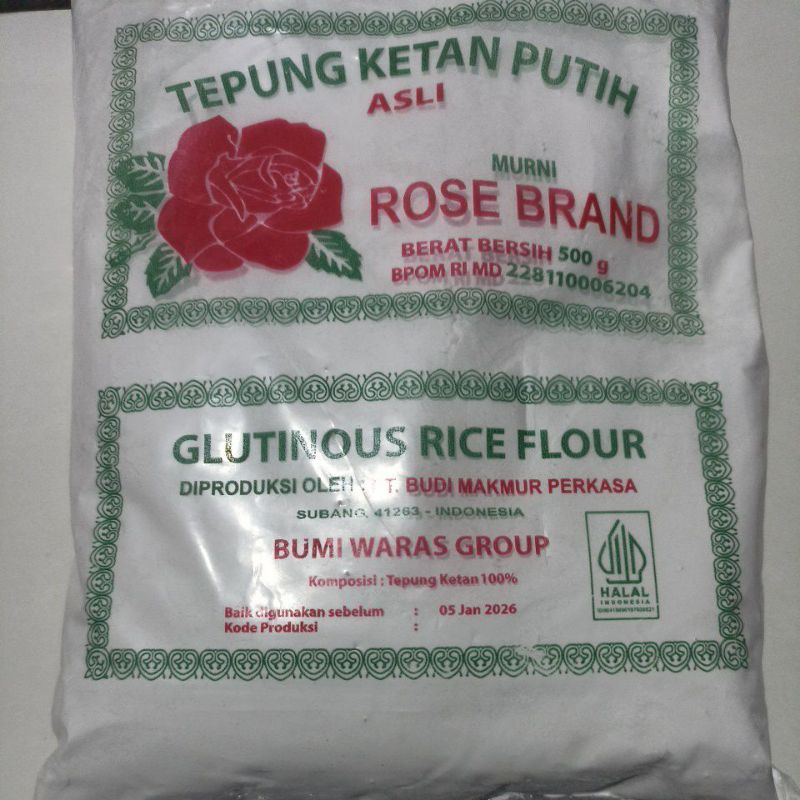 TEPUNG KETAN PUTIH
ASLI
MURNI
ROSE BRAND
BERAT BERSIH 500 g
BPOM RI MD 228110006204
GLUTINOUS RICE FLOUR
DIPRODUKSI OLEH : T. BUDI MAKMUR PERKASA
SUBANG, 41263 - INDONESIA
BUMI WARAS GROUP
Komposisi : Tepung Ketan 100%
Baik digunakan sebelum : 05 Jan 2026
Kode Produksi :
HALAL
INDONESIA